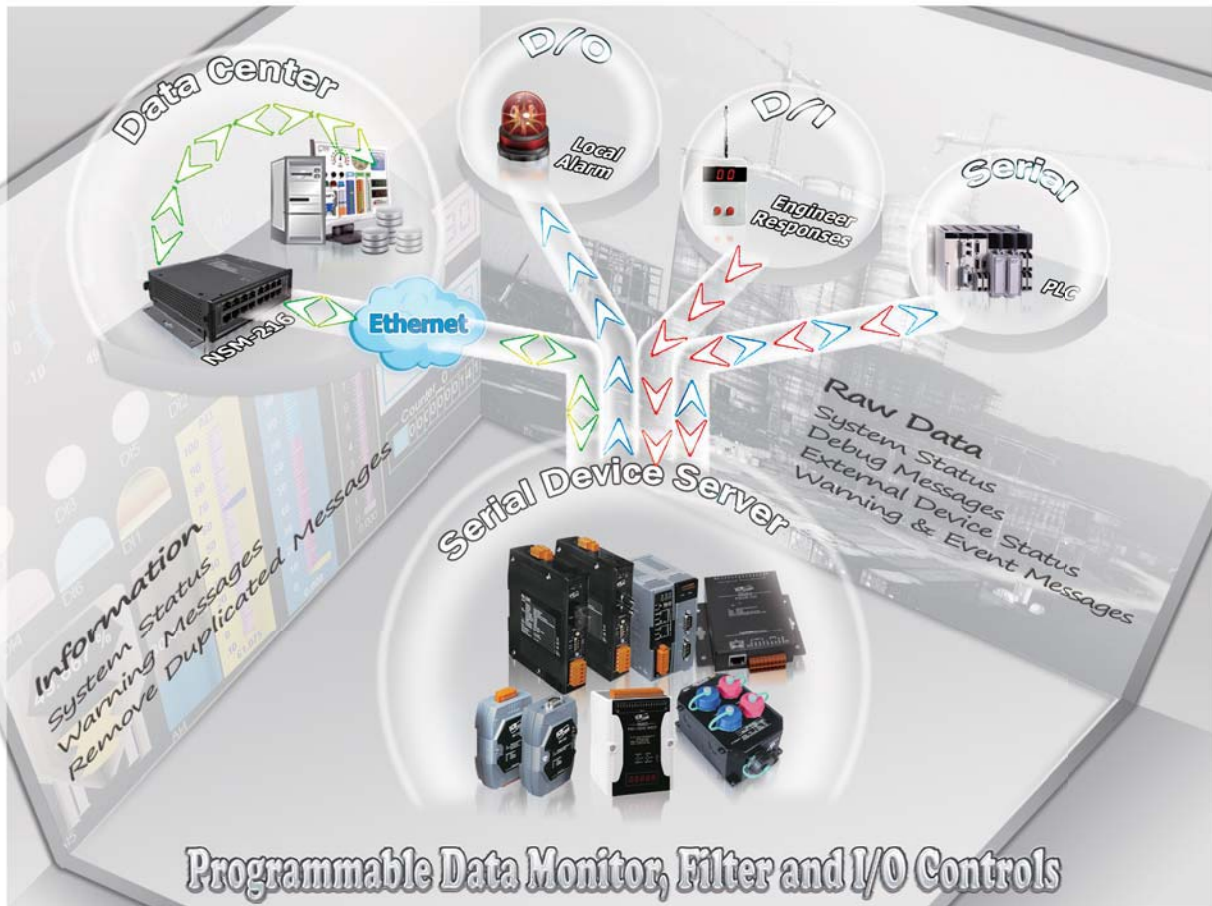 Data Center
D/O
D/I
Serial
Local
Alarm
00
Engineer
Responses
PLC
NSM-216
Ethernet
Counter
Raw Data
System Status
Debug Messages
External Device Status
Warning & Event Messages
Information
System Status
Warning Messages
Remove Duplicated Messages
Serial Device Server
Programmable Data Monitor, Filter and I/O Controls